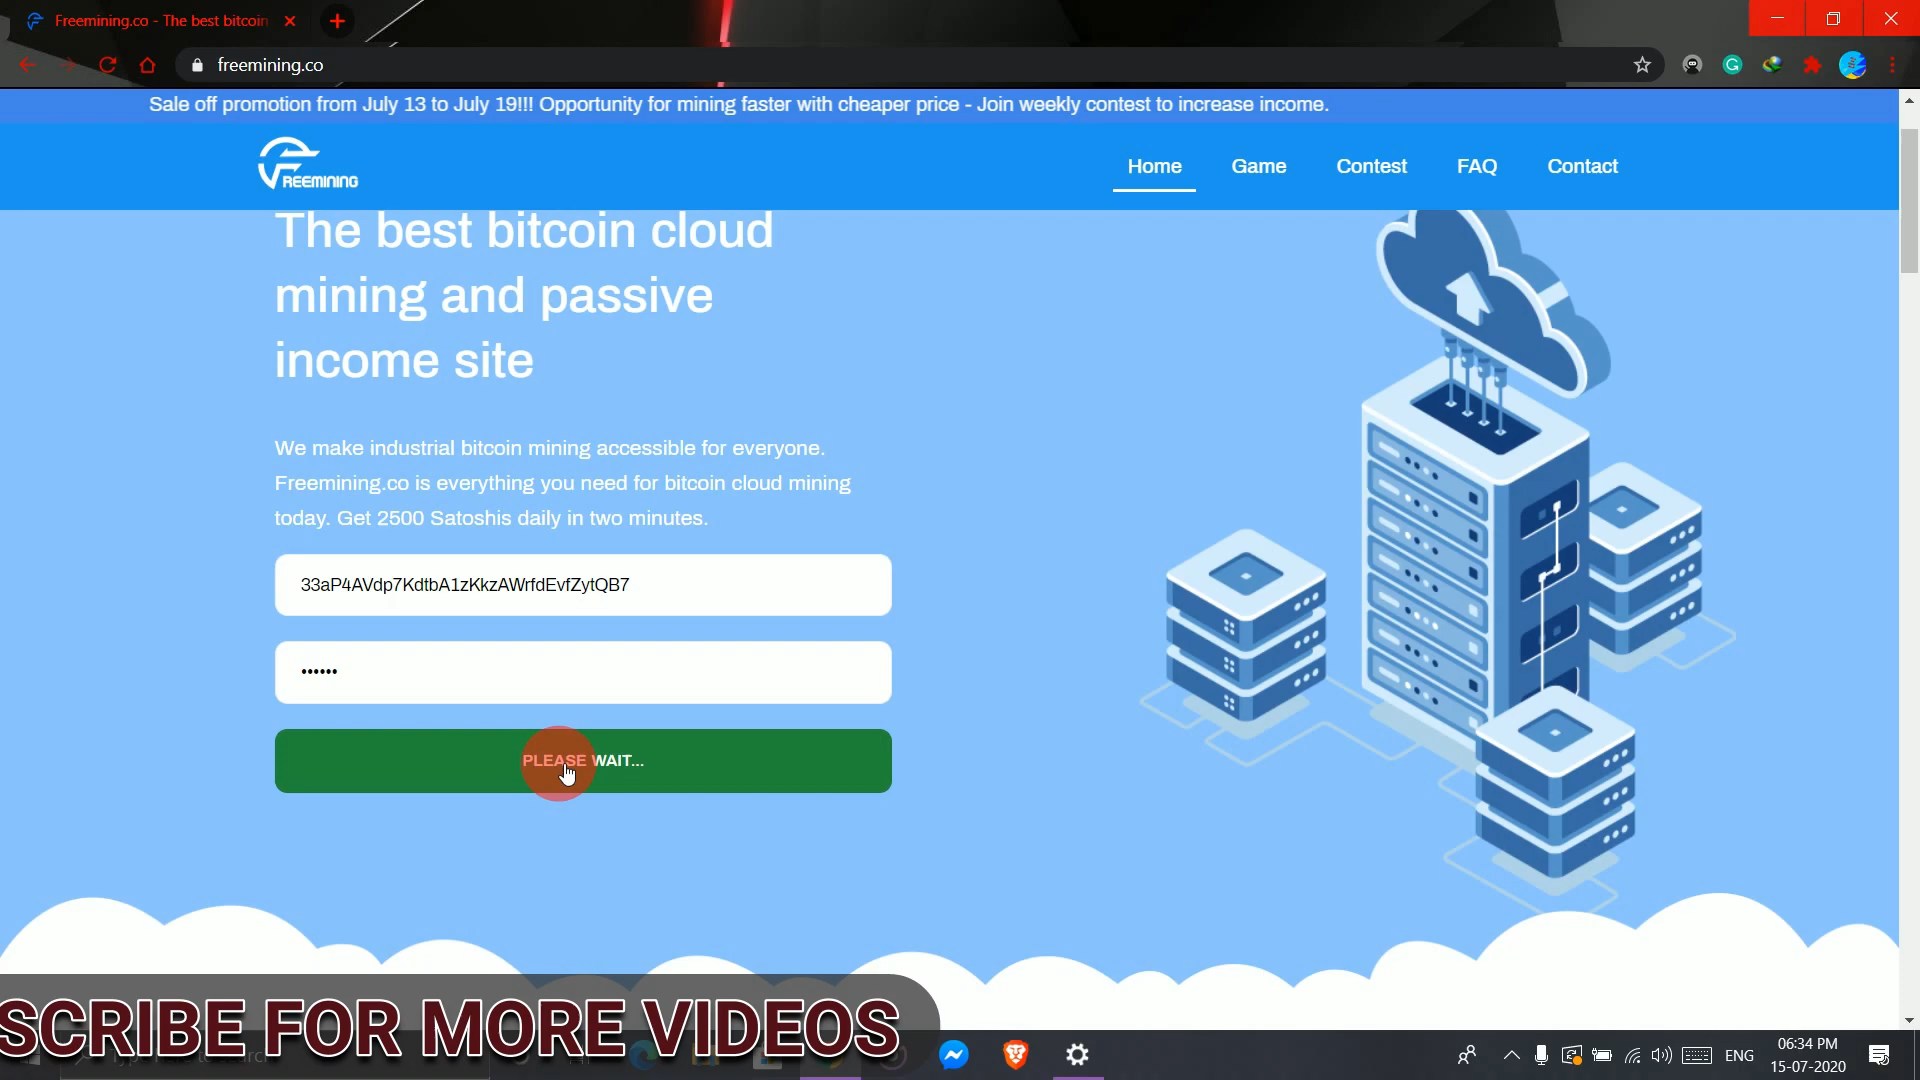 Freemining.co - The best bitcoin
freemining.co
Sale off promotion from July 13 to July 19!!! Opportunity for mining faster with cheaper price - Join weekly contest to increase income.
FREEMINING
Home Game Contest FAQ Contact
The best bitcoin cloud
mining and passive
income site
We make industrial bitcoin mining accessible for everyone.
Freemining.co is everything you need for bitcoin cloud mining
today. Get 2500 Satoshis daily in two minutes.
33aP4AVdp7KdtbA1zKkzAWrfdEvfZytQB7
••••••
PLEASE WAIT...
SCRIBE FOR MORE VIDEOS
ENG
06:34 PM
15-07-2020